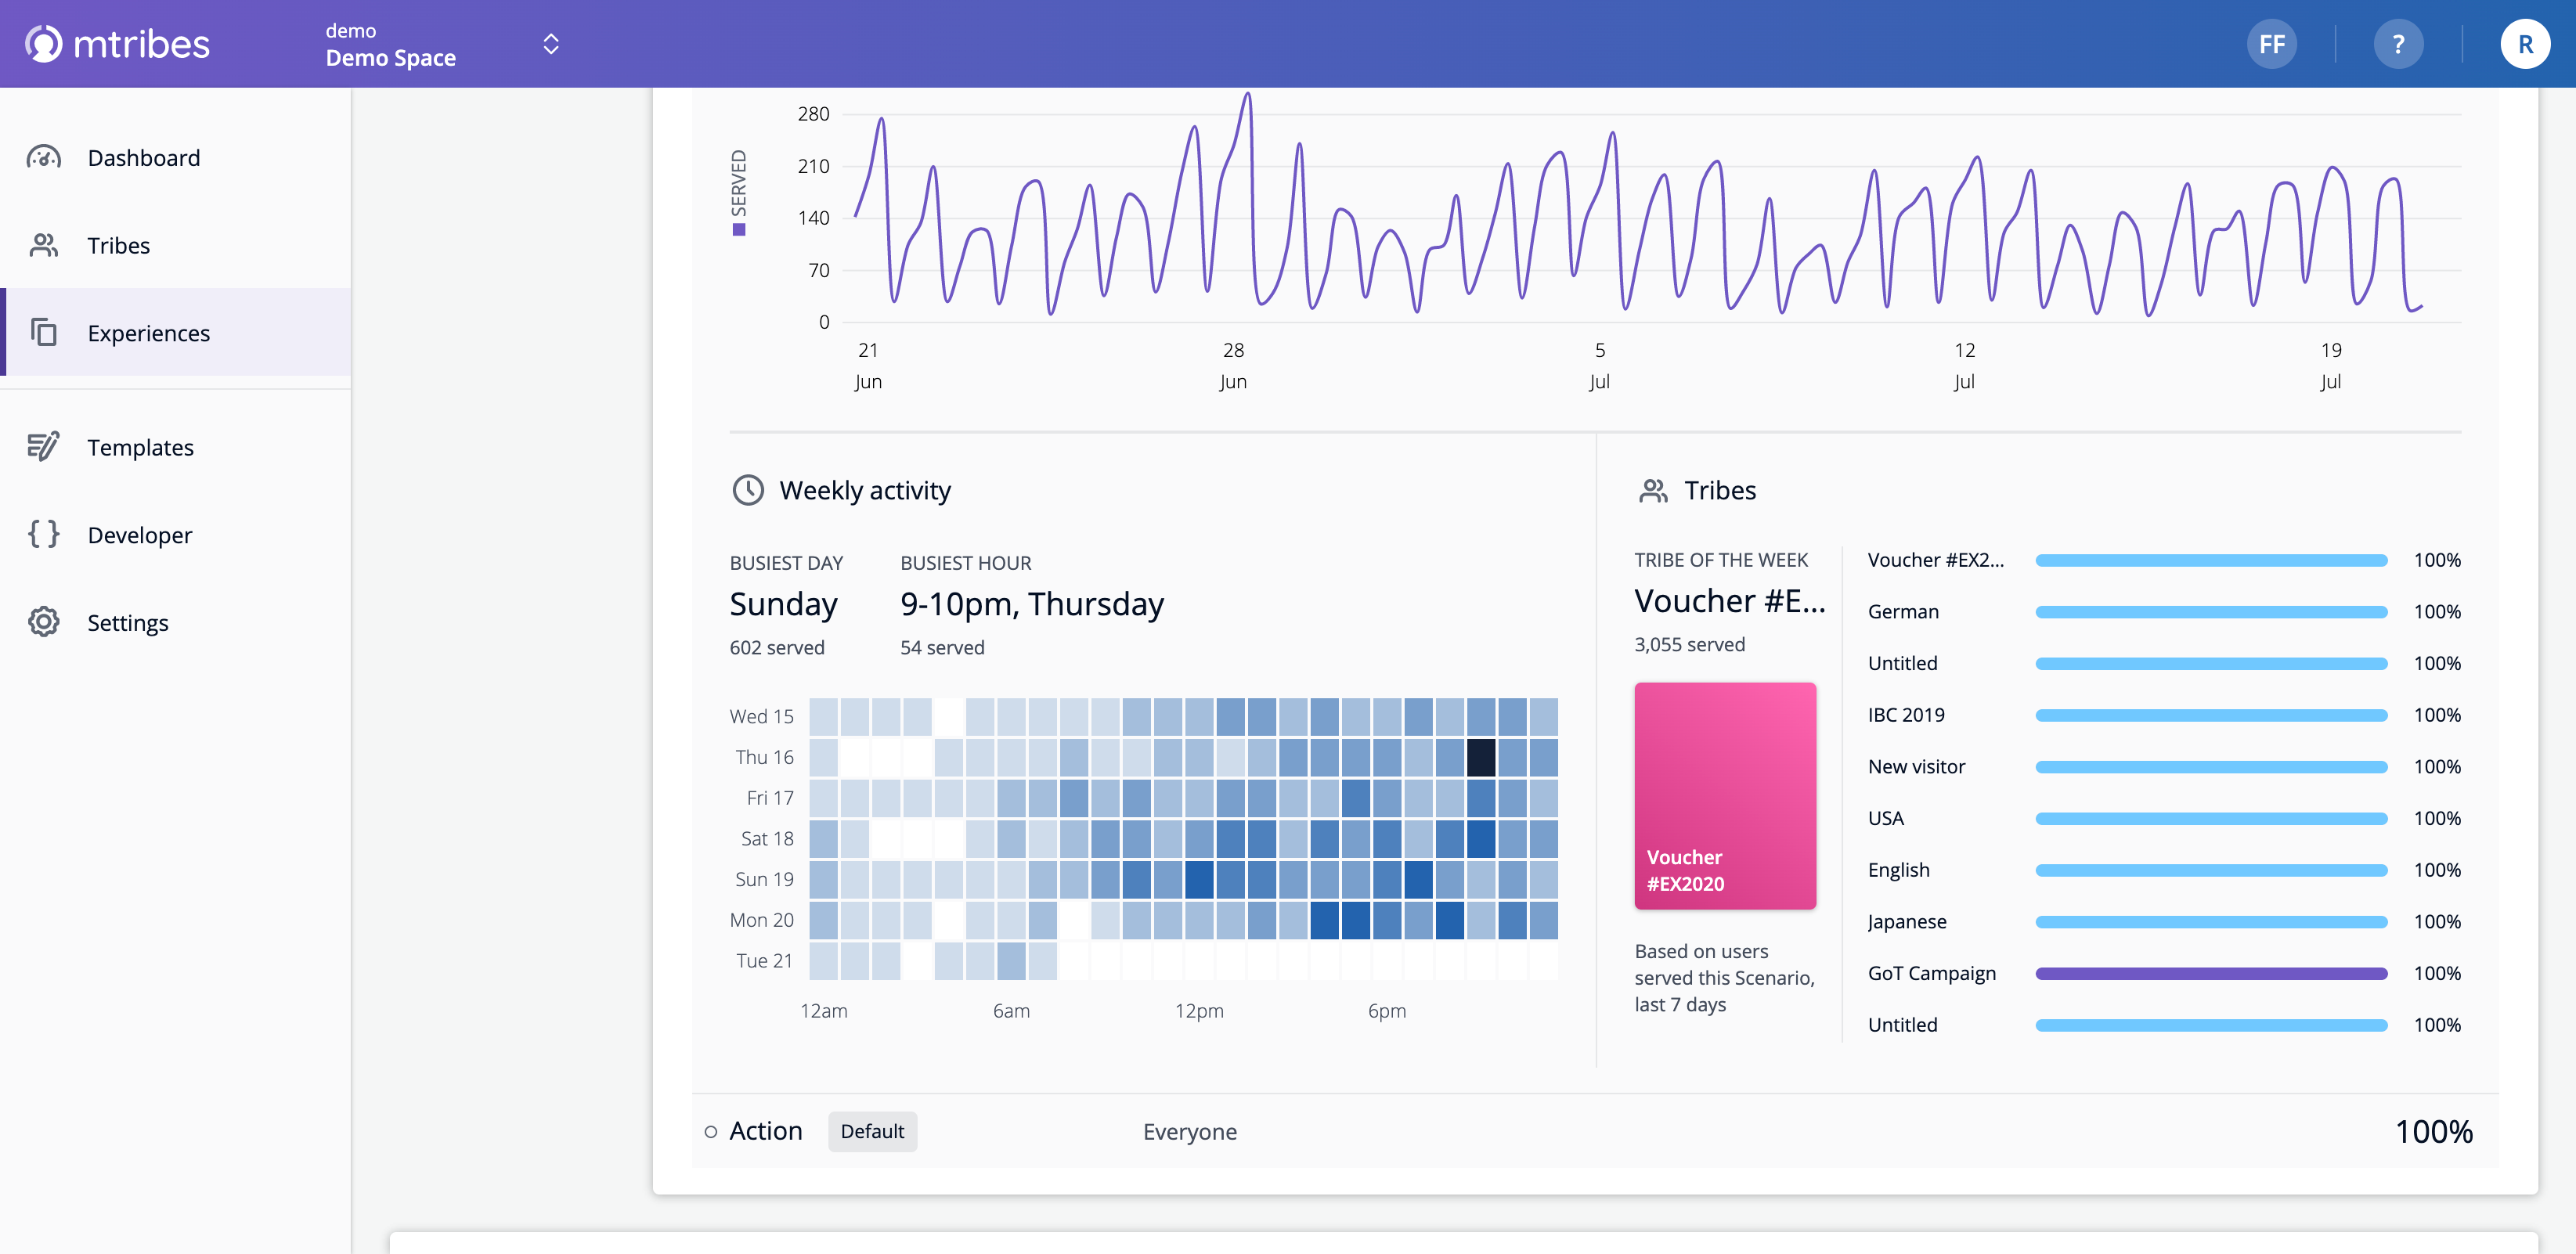 mtribes
demo
Demo Space
FF
?
R
Dashboard
Tribes
Experiences
Templates
Developer
Settings
SERVED
280
210
140
70
0
21
Jun
28
Jun
5
Jul
12
Jul
19
Jul
Weekly activity
BUSIEST DAY
Sunday
602 served
BUSIEST HOUR
9-10pm, Thursday
54 served
Wed 15
Thu 16
Fri 17
Sat 18
Sun 19
Mon 20
Tue 21
12am
6am
12pm
6pm
Tribes
TRIBE OF THE WEEK
Voucher #E...
3,055 served
Voucher
#EX2020
Based on users
served this Scenario,
last 7 days
Voucher #EX2... 100%
German 100%
Untitled 100%
IBC 2019 100%
New visitor 100%
USA 100%
English 100%
Japanese 100%
GoT Campaign 100%
Untitled 100%
Action Default Everyone 100%